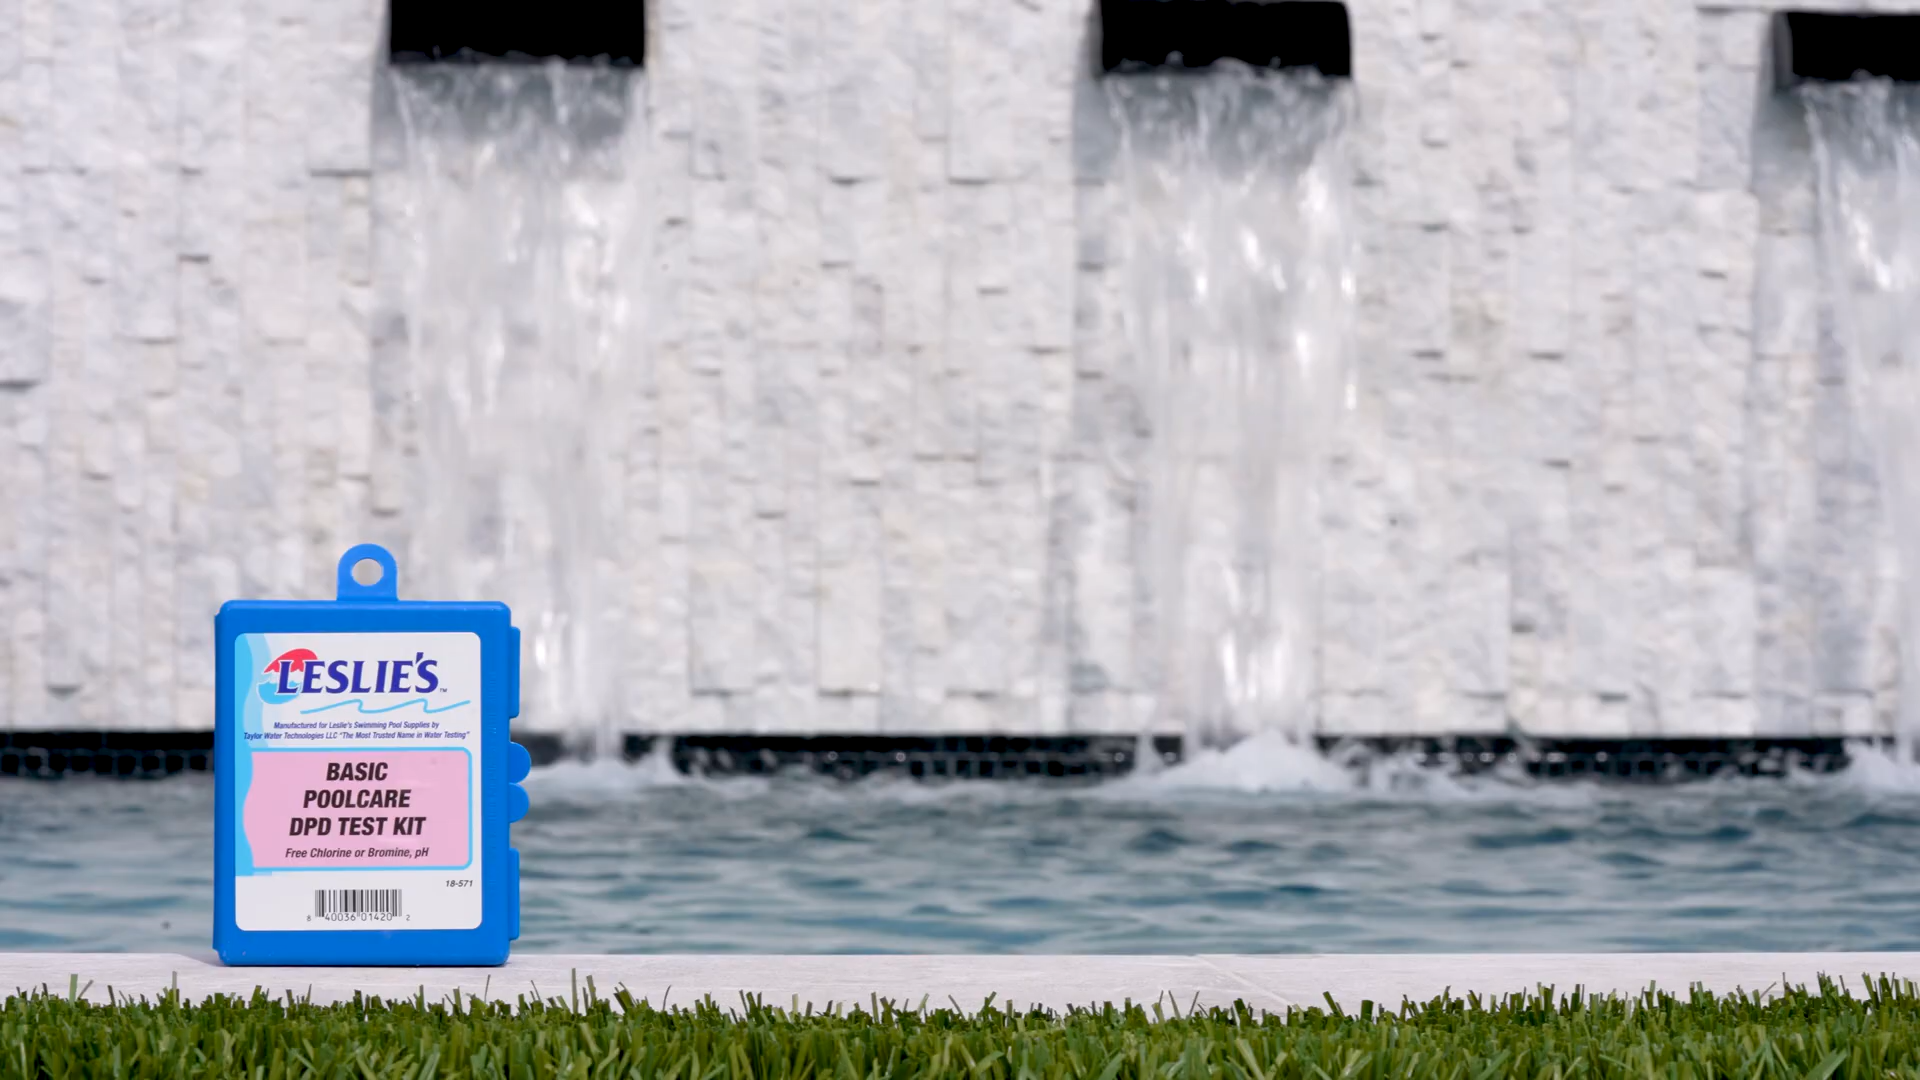 LESLIE'S™
Manufactured for Leslie's Swimming Pool Supplies by
Taylor Water Technologies LLC "The Most Trusted Name in Water Testing"
BASIC
POOLCARE
DPD TEST KIT
Free Chlorine or Bromine, pH
18-571
8 40036 01420 2